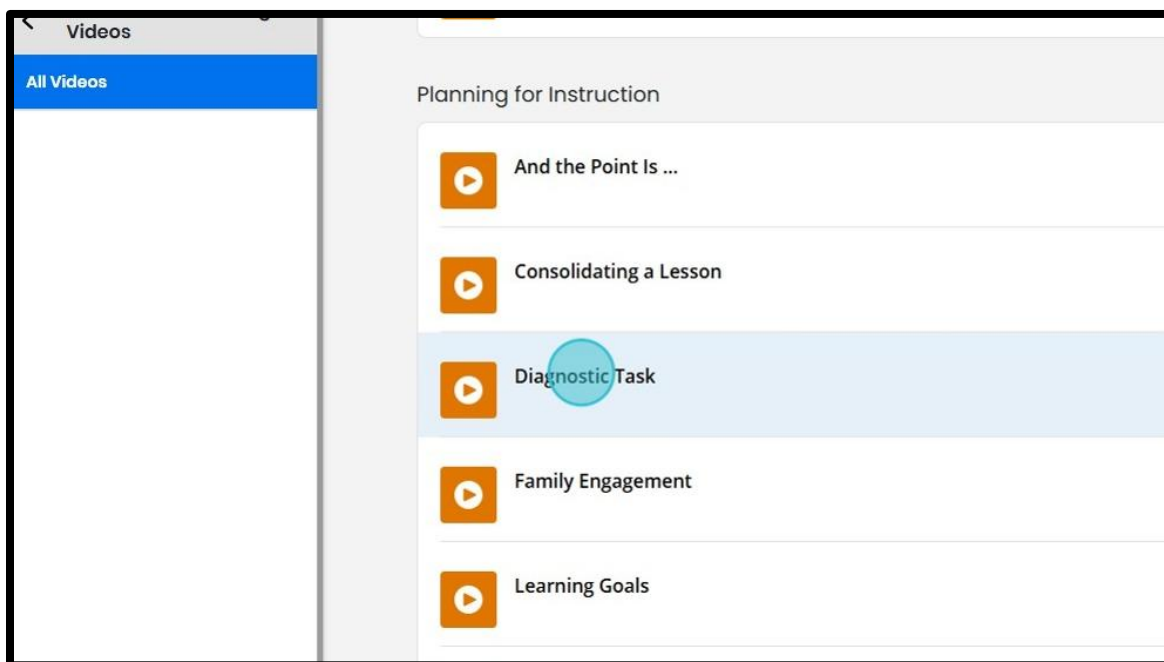 Videos
All Videos
Planning for Instruction
And the Point Is ...
Consolidating a Lesson
Diagnostic Task
Family Engagement
Learning Goals